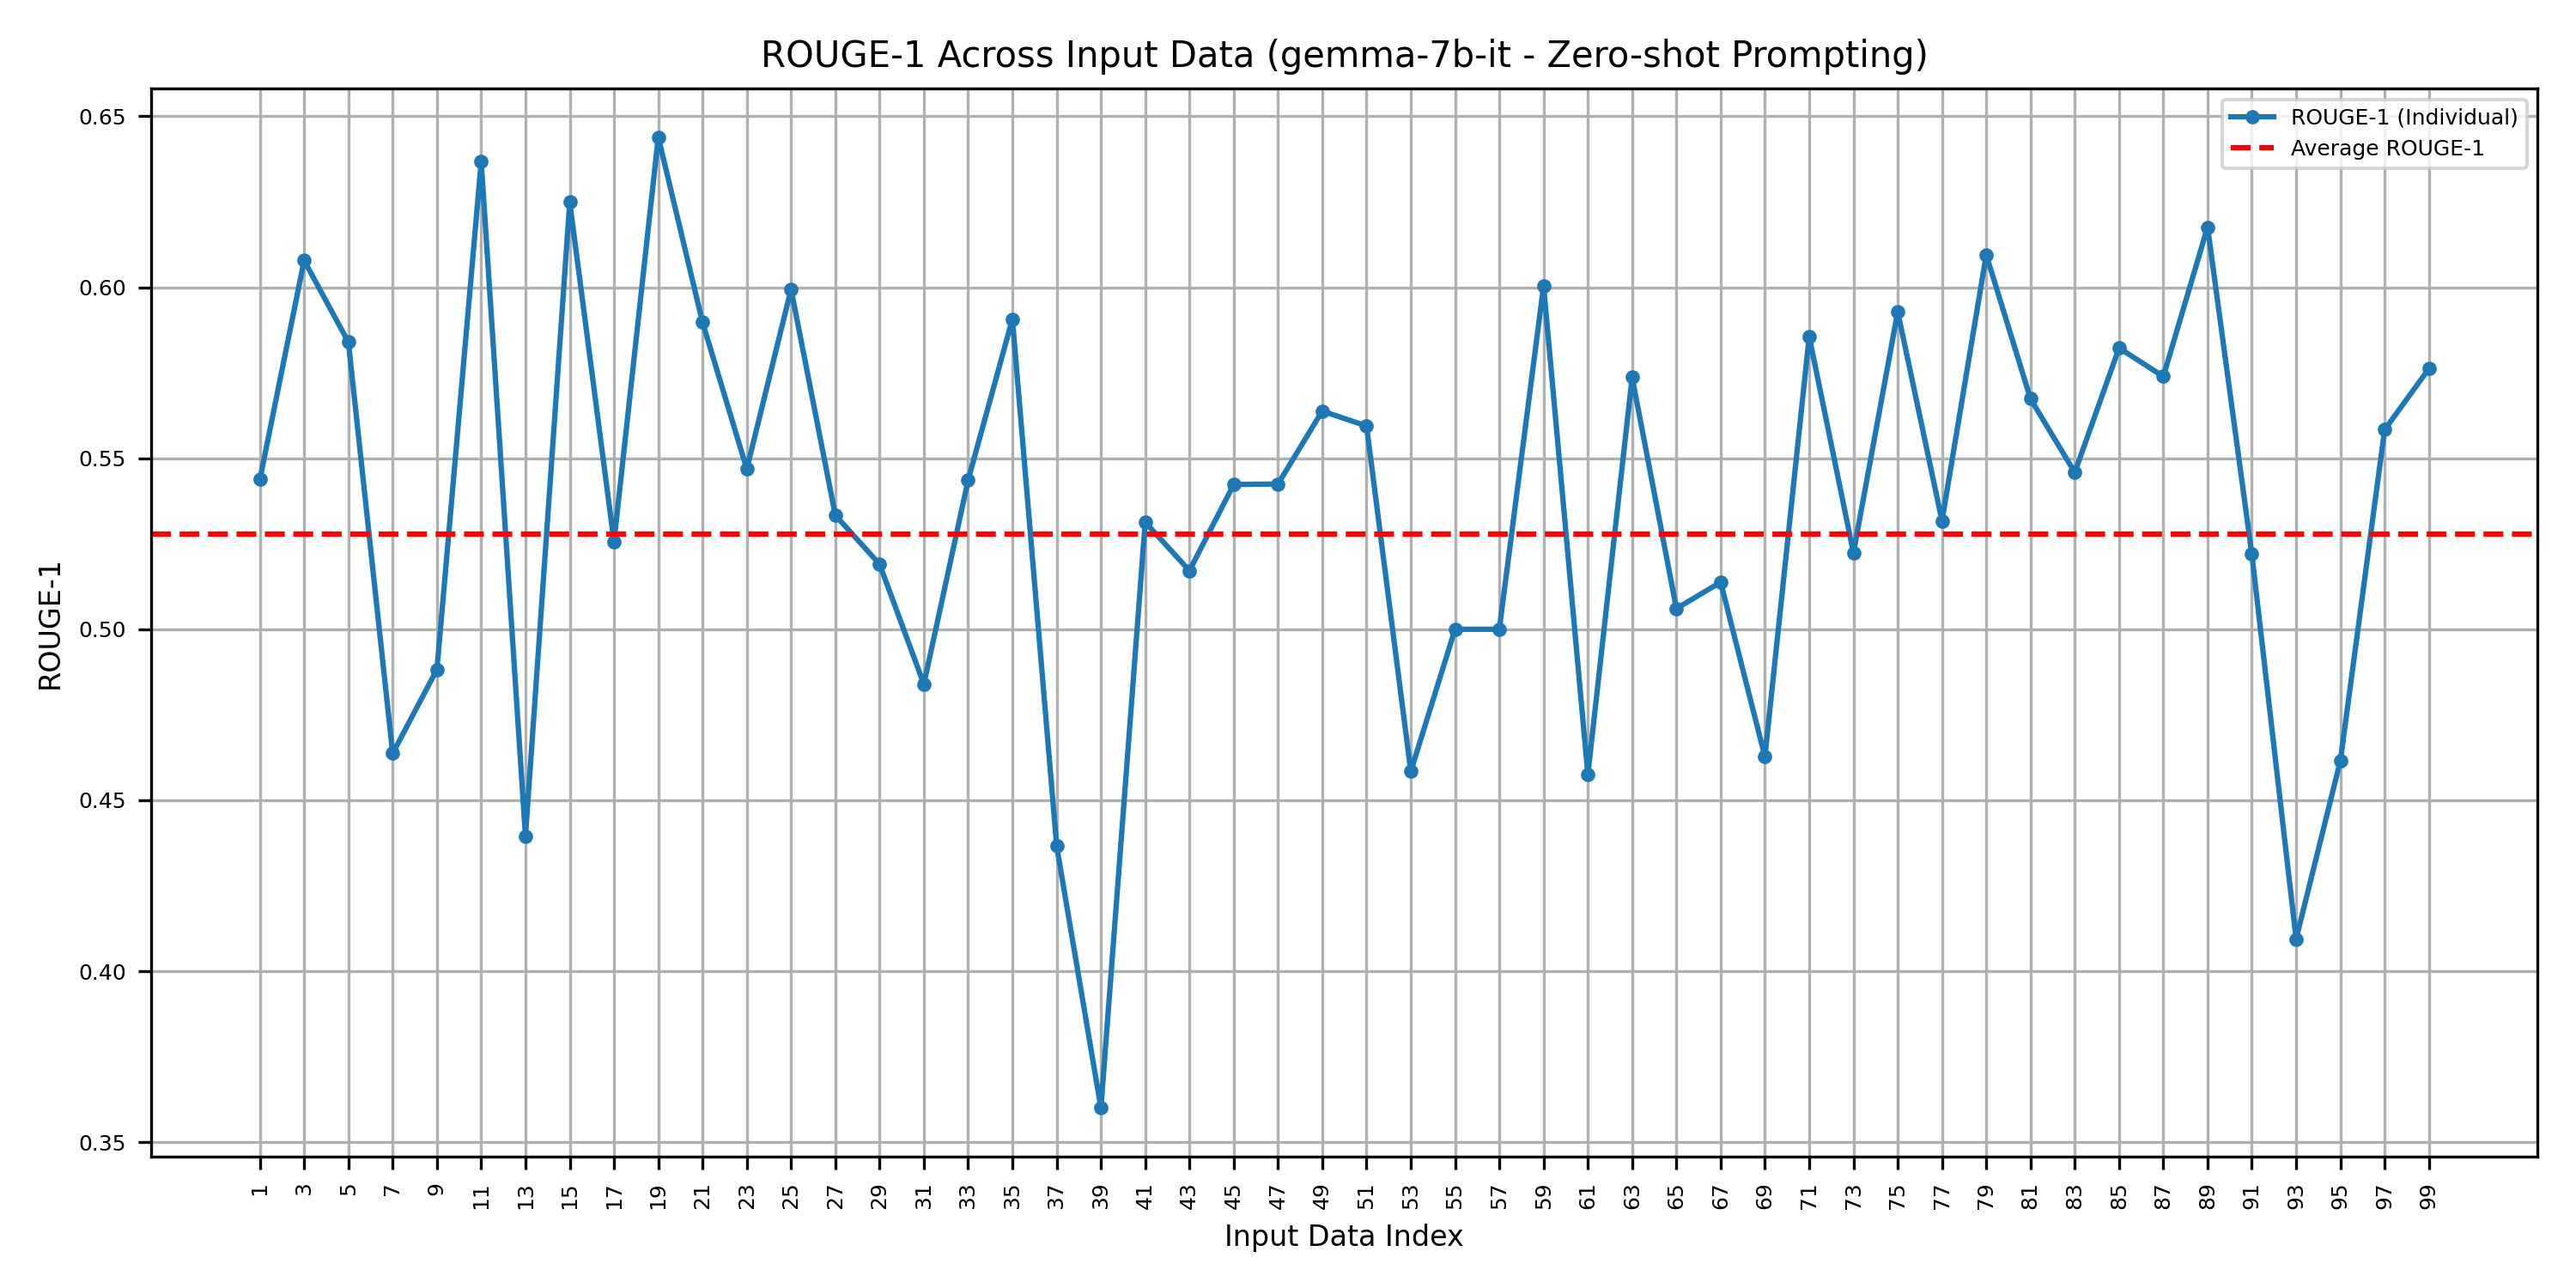 ROUGE-1 Across Input Data (gemma-7b-it - Zero-shot Prompting)
ROUGE-1 (Individual)
Average ROUGE-1
ROUGE-1
0.65
0.60
0.55
0.50
0.45
0.40
0.35
1 3 5 7 9 11 13 15 17 19 21 23 25 27 29 31 33 35 37 39 41 43 45 47 49 51 53 55 57 59 61 63 65 67 69 71 73 75 77 79 81 83 85 87 89 91 93 95 97 99
Input Data Index